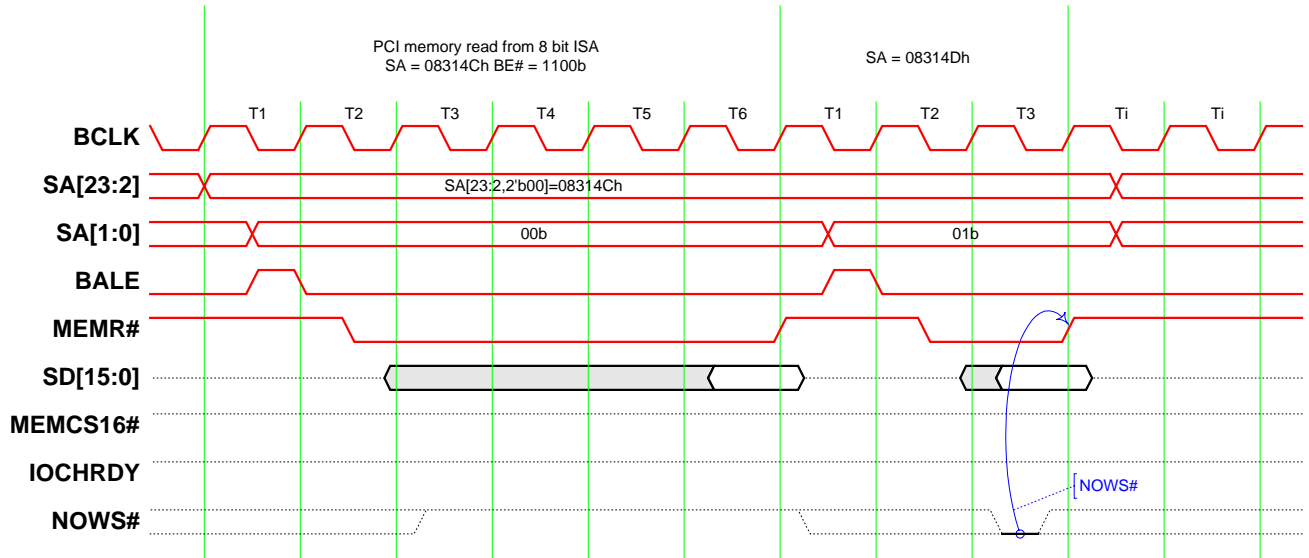 PCI memory read from 8 bit ISA
SA = 08314Ch BE# = 1100b
SA = 08314Dh
T1 T2 T3 T4 T5 T6 T1 T2 T3 Ti Ti
BCLK
SA[23:2] SA[23:2,2'b00]=08314Ch
SA[1:0] 00b 01b
BALE
MEMR#
SD[15:0]
MEMCS16#
IOCHRDY
NOWS#
NOWS#